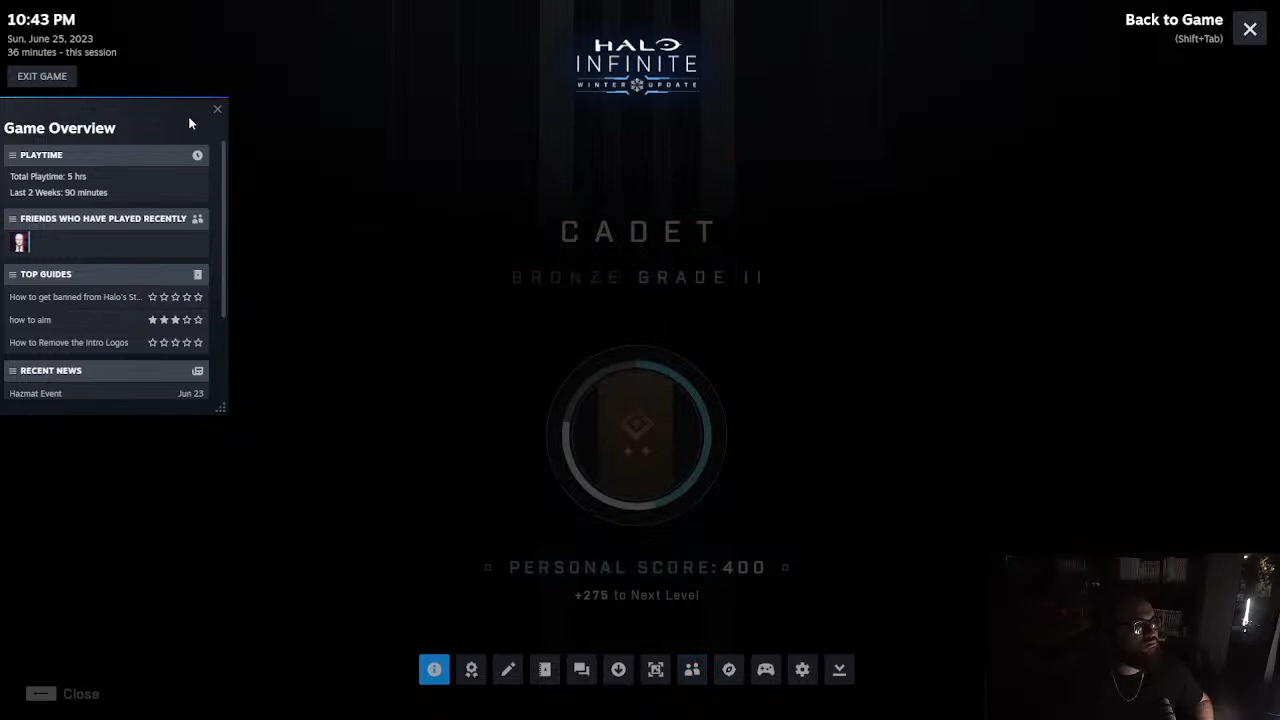 10:43 PM
Sun, June 25, 2023
36 minutes - this session
EXIT GAME
Back to Game
(Shift+Tab)
HALO
INFINITE
WINTER UPDATE
Game Overview
PLAYTIME
Total Playtime: 5 hrs
Last 2 Weeks: 90 minutes
FRIENDS WHO HAVE PLAYED RECENTLY
TOP GUIDES
How to get banned from Halo's St...
how to aim
How to Remove the Intro Logos
RECENT NEWS
Hazmat Event Jun 23
CADET
BRONZE GRADE II
PERSONAL SCORE: 400
+275 to Next Level
Close